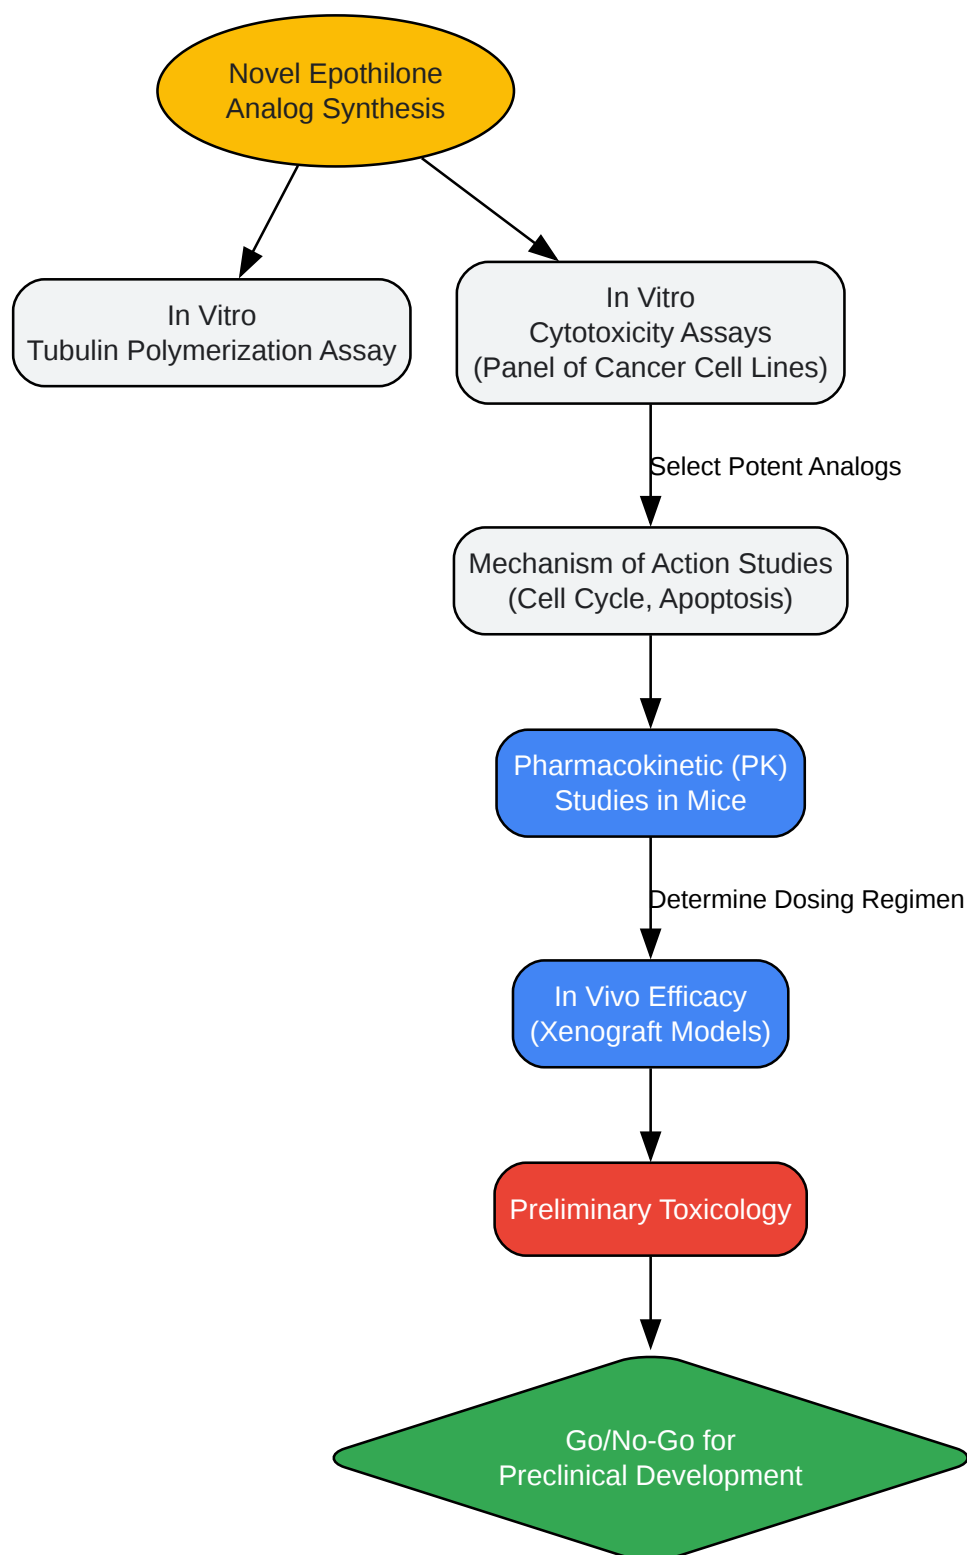 Novel Epothilone
Analog Synthesis
In Vitro
Tubulin Polymerization Assay
In Vitro
Cytotoxicity Assays
(Panel of Cancer Cell Lines)
Select Potent Analogs
Mechanism of Action Studies
(Cell Cycle, Apoptosis)
Pharmacokinetic (PK)
Studies in Mice
Determine Dosing Regimen
In Vivo Efficacy
(Xenograft Models)
Preliminary Toxicology
Go/No-Go for
Preclinical Development